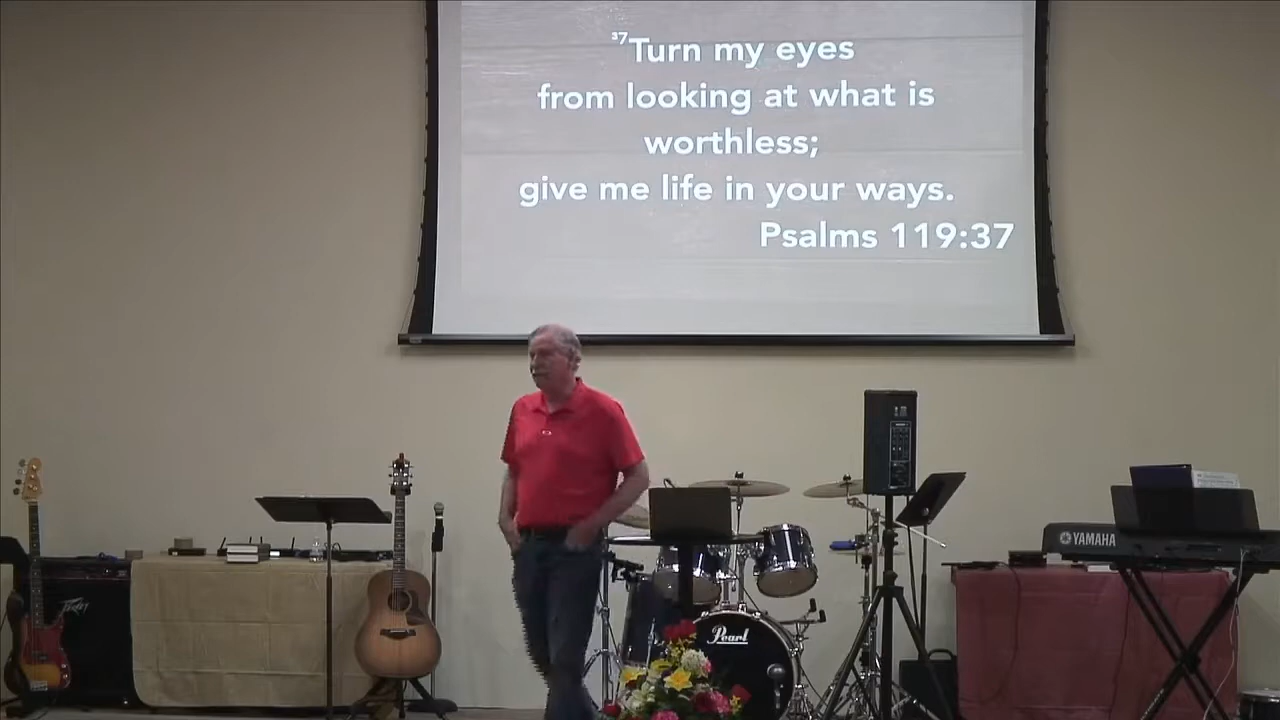 ³⁷Turn my eyes
from looking at what is
worthless;
give me life in your ways.
Psalms 119:37
Peavey
Pearl
YAMAHA